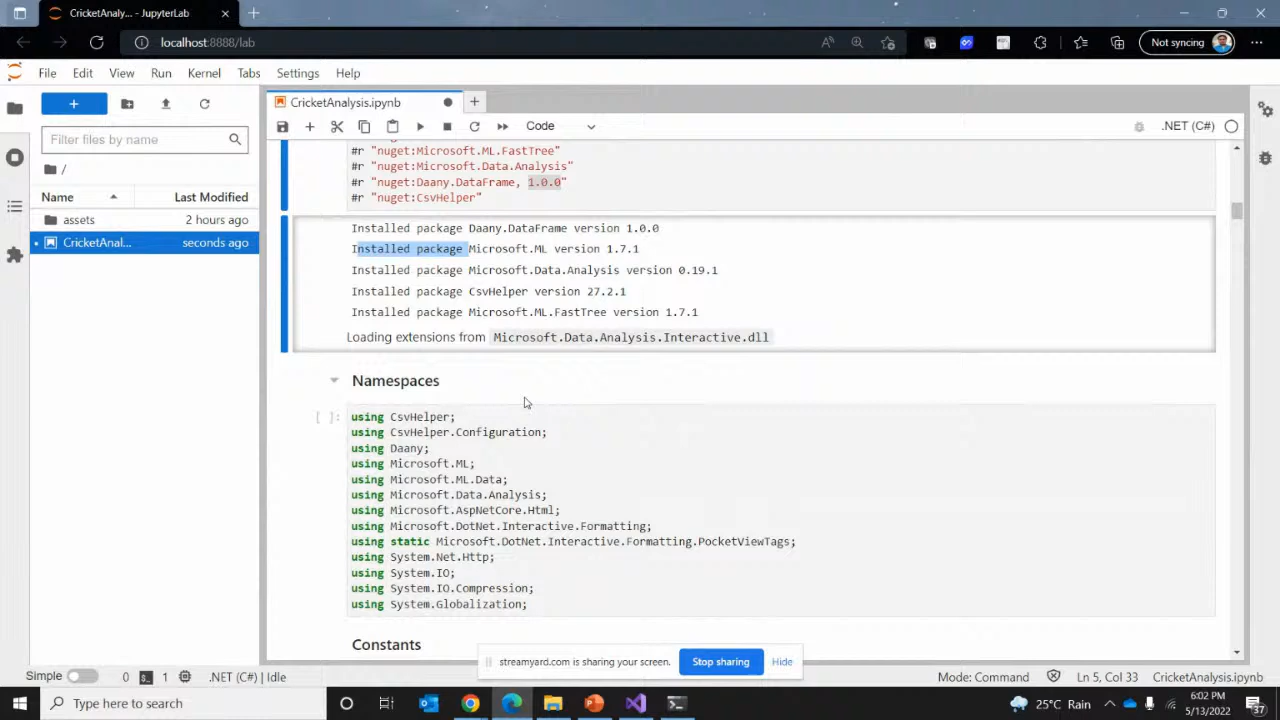 CricketAnaly... - JupyterLab
localhost:8888/lab
Not syncing
File Edit View Run Kernel Tabs Settings Help
CricketAnalysis.ipynb
Filter files by name
Code
.NET (C#)
/
Name Last Modified
assets 2 hours ago
CricketAnal... seconds ago
#r "nuget:Microsoft.ML.FastTree"
#r "nuget:Microsoft.Data.Analysis"
#r "nuget:Daany.DataFrame, 1.0.0"
#r "nuget:CsvHelper"
Installed package Daany.DataFrame version 1.0.0
Installed package Microsoft.ML version 1.7.1
Installed package Microsoft.Data.Analysis version 0.19.1
Installed package CsvHelper version 27.2.1
Installed package Microsoft.ML.FastTree version 1.7.1
Loading extensions from Microsoft.Data.Analysis.Interactive.dll
Namespaces
[ ]:
using CsvHelper;
using CsvHelper.Configuration;
using Daany;
using Microsoft.ML;
using Microsoft.ML.Data;
using Microsoft.Data.Analysis;
using Microsoft.AspNetCore.Html;
using Microsoft.DotNet.Interactive.Formatting;
using static Microsoft.DotNet.Interactive.Formatting.PocketViewTags;
using System.Net.Http;
using System.IO;
using System.IO.Compression;
using System.Globalization;
Constants
streamyard.com is sharing your screen. Stop sharing Hide
Simple 0 1 .NET (C#) | Idle Mode: Command Ln 5, Col 33 CricketAnalysis.ipynb
Type here to search
25°C Rain
6:02 PM
5/13/2022
37